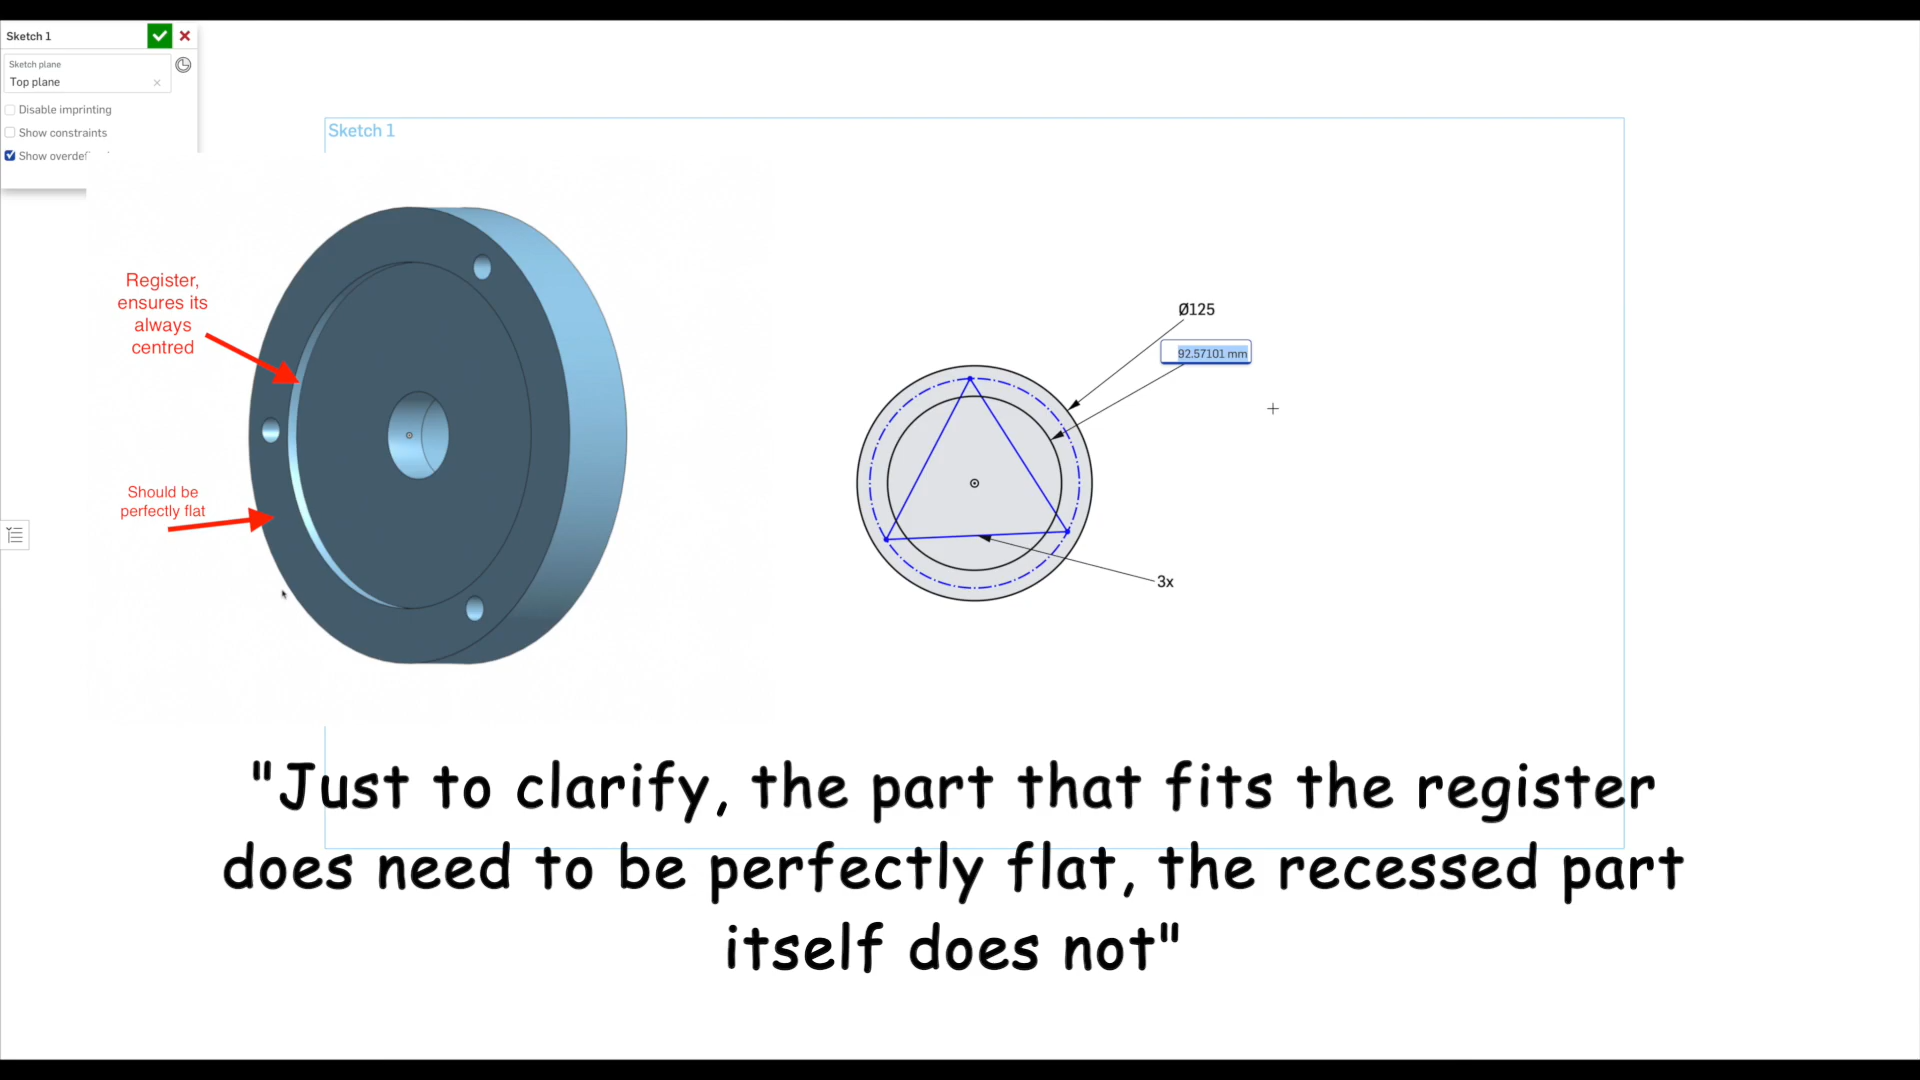 Sketch 1
Sketch plane
Top plane
Disable imprinting
Show constraints
Sketch 1
Register,
ensures its
always
centred
Should be
perfectly flat
Ø125
92.57101 mm
3x
"Just to clarify, the part that fits the register
does need to be perfectly flat, the recessed part
itself does not"